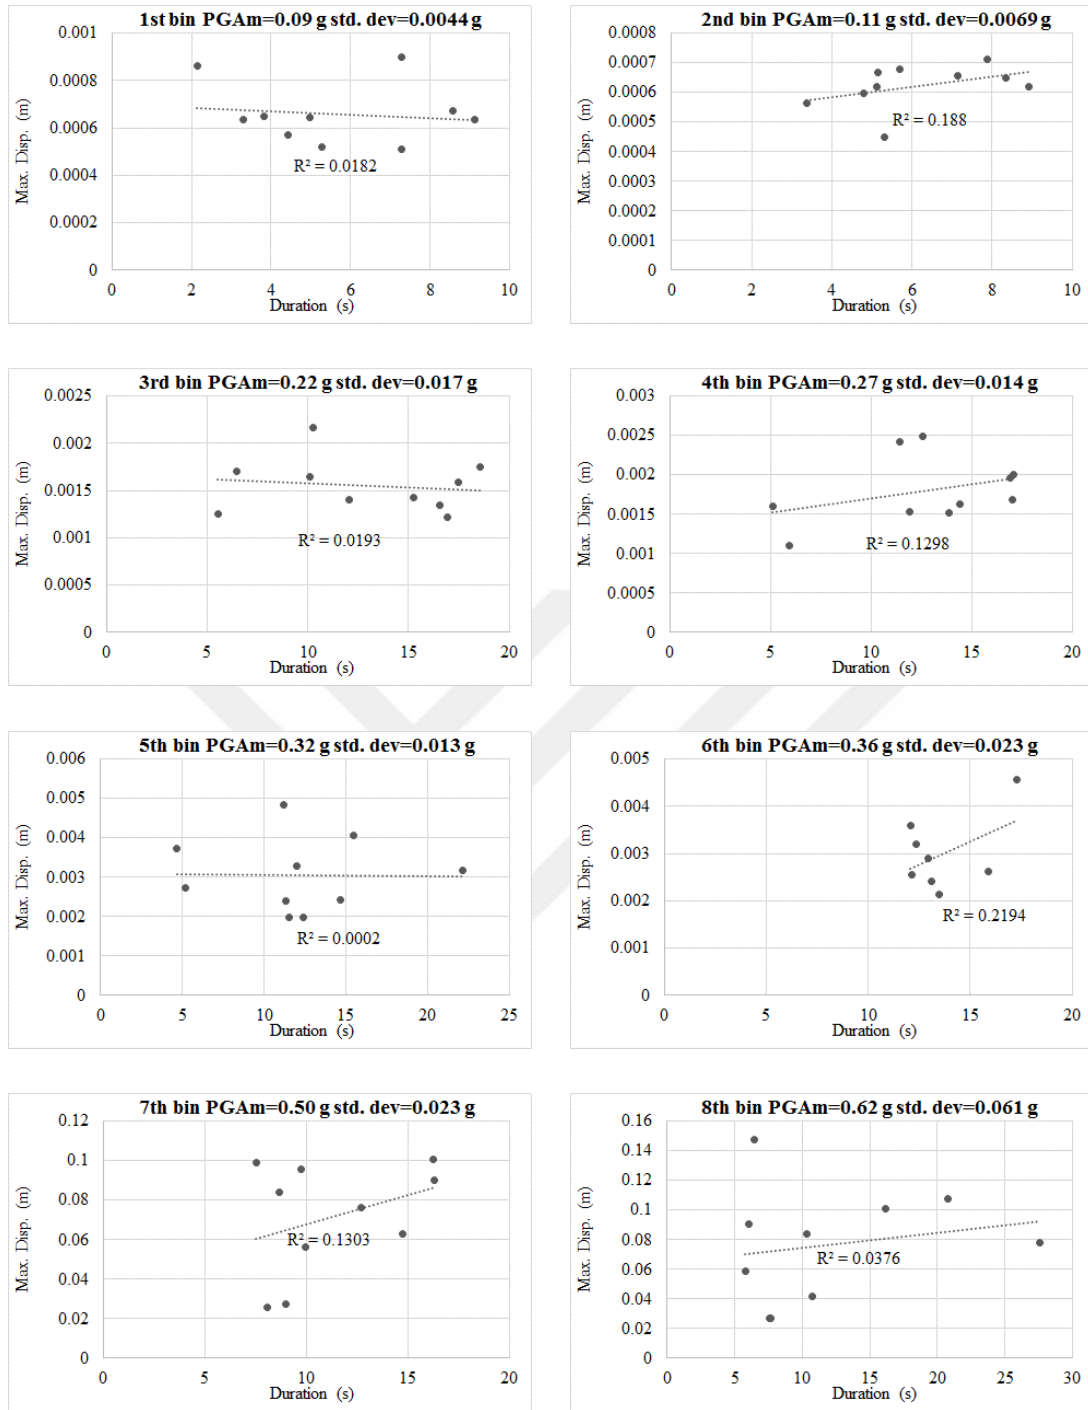 1st bin PGAm=0.09 g std. dev=0.0044 g
Max. Disp. (m)
0.001
0.0008
0.0006
0.0004
0.0002
0
R² = 0.0182
0 2 4 6 8 10
Duration (s)
2nd bin PGAm=0.11 g std. dev=0.0069 g
Max. Disp. (m)
0.0008
0.0007
0.0006
0.0005
0.0004
0.0003
0.0002
0.0001
0
R² = 0.188
0 2 4 6 8 10
Duration (s)
3rd bin PGAm=0.22 g std. dev=0.017 g
Max. Disp. (m)
0.0025
0.002
0.0015
0.001
0.0005
0
R² = 0.0193
0 5 10 15 20
Duration (s)
4th bin PGAm=0.27 g std. dev=0.014 g
Max. Disp. (m)
0.003
0.0025
0.002
0.0015
0.001
0.0005
0
R² = 0.1298
0 5 10 15 20
Duration (s)
5th bin PGAm=0.32 g std. dev=0.013 g
Max. Disp. (m)
0.006
0.005
0.004
0.003
0.002
0.001
0
R² = 0.0002
0 5 10 15 20 25
Duration (s)
6th bin PGAm=0.36 g std. dev=0.023 g
Max. Disp. (m)
0.005
0.004
0.003
0.002
0.001
0
R² = 0.2194
0 5 10 15 20
Duration (s)
7th bin PGAm=0.50 g std. dev=0.023 g
Max. Disp. (m)
0.12
0.1
0.08
0.06
0.04
0.02
0
R² = 0.1303
0 5 10 15 20
Duration (s)
8th bin PGAm=0.62 g std. dev=0.061 g
Max. Disp. (m)
0.16
0.14
0.12
0.1
0.08
0.06
0.04
0.02
0
R² = 0.0376
0 5 10 15 20 25 30
Duration (s)